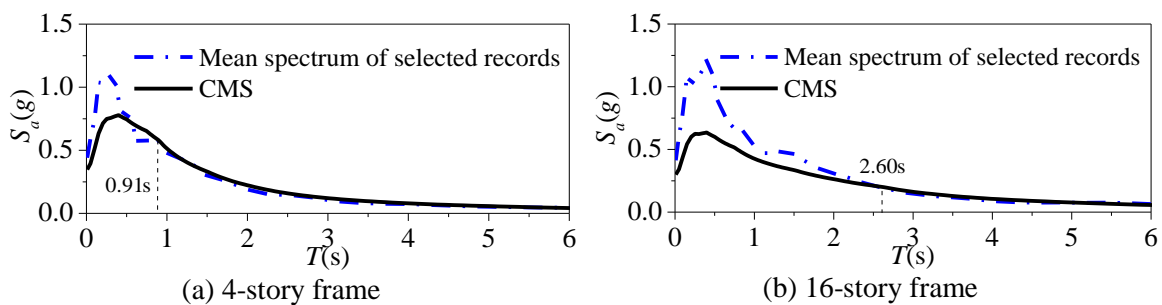 1.5
1.0
0.5
0.0
Sa(g)
Mean spectrum of selected records
CMS
0.91s
0 1 2 3 4 5 6
T(s)
(a) 4-story frame
1.5
1.0
0.5
0.0
Sa(g)
Mean spectrum of selected records
CMS
2.60s
0 1 2 3 4 5 6
T(s)
(b) 16-story frame